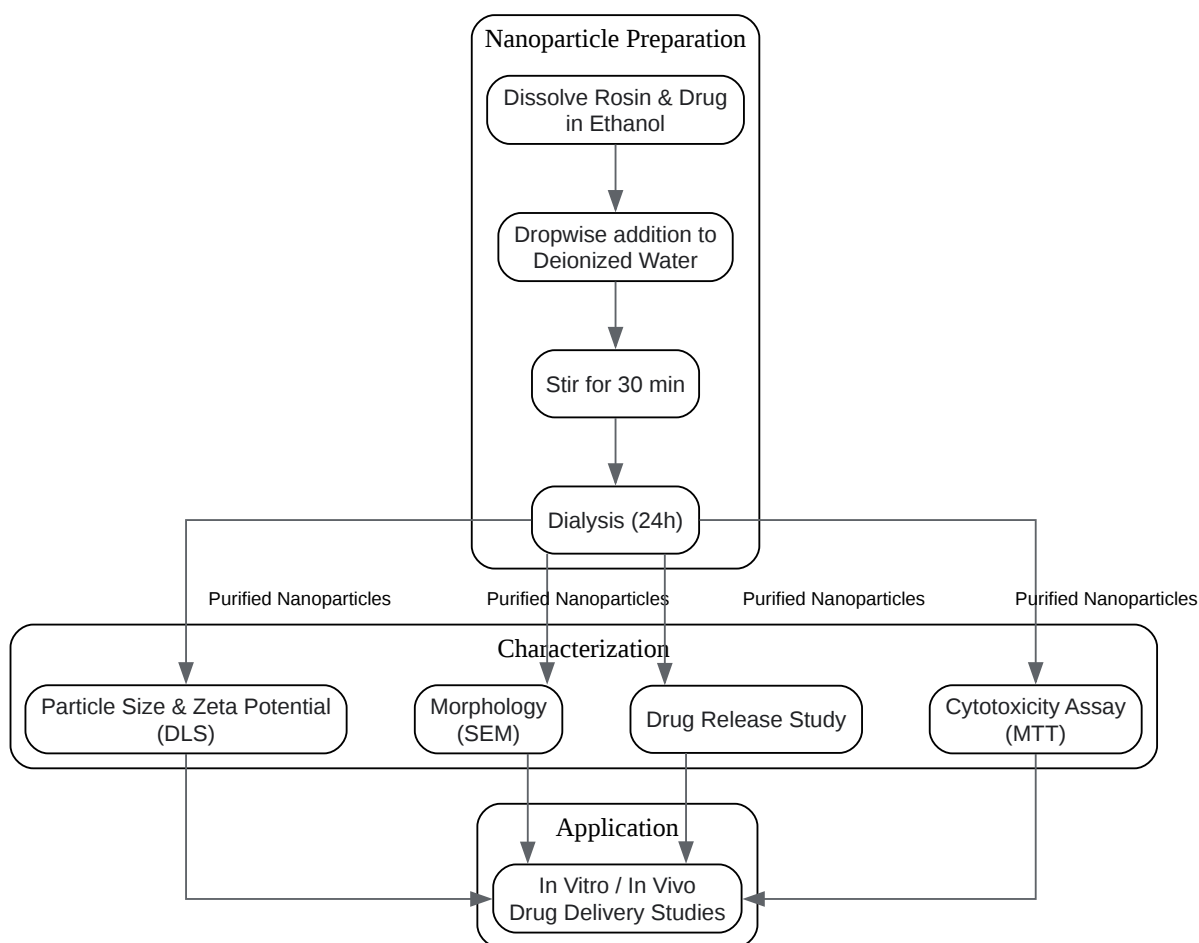 Nanoparticle Preparation
Dissolve Rosin & Drug
in Ethanol
Dropwise addition to
Deionized Water
Stir for 30 min
Dialysis (24h)
Purified Nanoparticles
Purified Nanoparticles
Purified Nanoparticles
Purified Nanoparticles
Characterization
Particle Size & Zeta Potential
(DLS)
Morphology
(SEM)
Drug Release Study
Cytotoxicity Assay
(MTT)
Application
In Vitro / In Vivo
Drug Delivery Studies